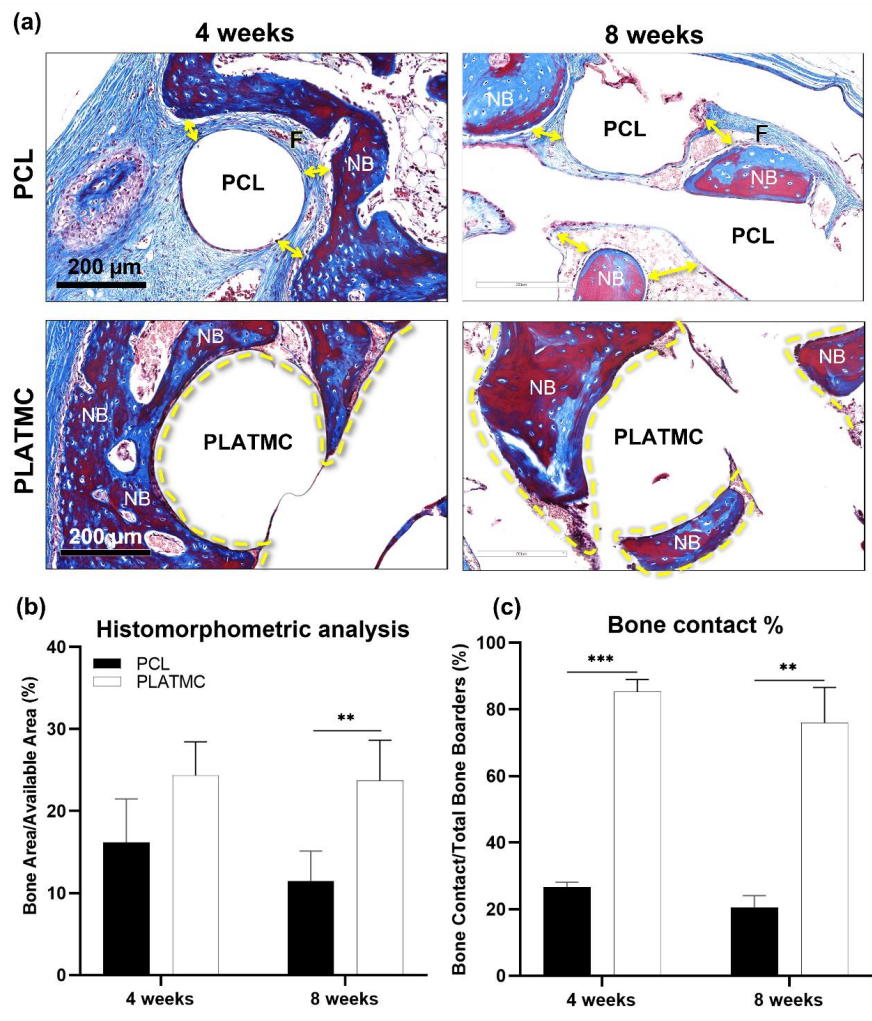 (a)
4 weeks
8 weeks
PCL
F
NB
PCL
200 µm
NB
PCL
F
NB
PCL
NB
PLATMC
NB
NB
PLATMC
NB
200 µm
NB
NB
PLATMC
NB
(b)
Histomorphometric analysis
PCL
PLATMC
Bone Area/Available Area (%)
40
30
20
10
0
**
4 weeks
8 weeks
(c)
Bone contact %
Bone Contact/Total Bone Boarders (%)
100
80
60
40
20
0
***
**
4 weeks
8 weeks